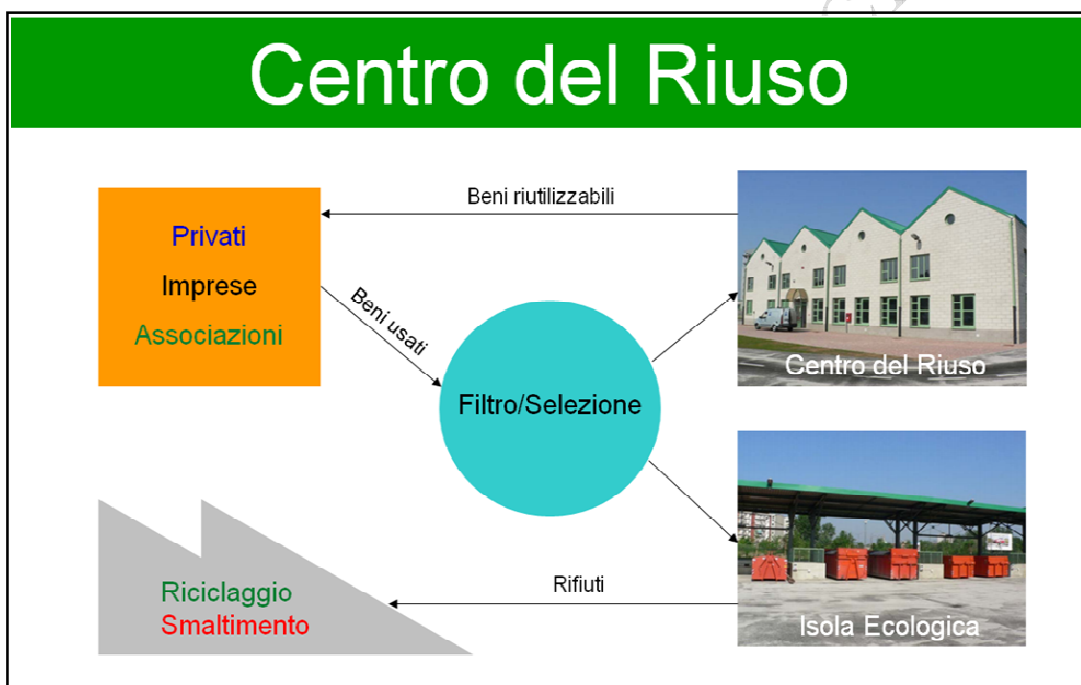 Centro del Riuso
Beni riutilizzabili
Privati
Imprese
Associazioni
Beni usati
Filtro/Selezione
Centro del Riuso
Rifiuti
Riciclaggio
Smaltimento
Isola Ecologica